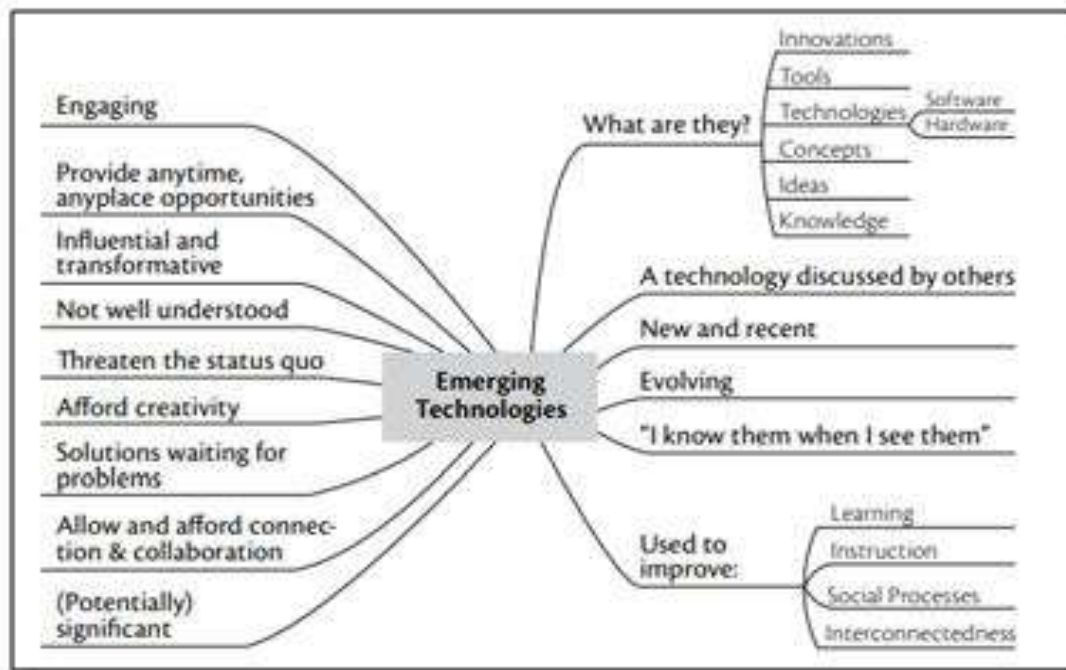 Engaging
Provide anytime,
anyplace opportunities
Influential and
transformative
Not well understood
Threaten the status quo
Afford creativity
Solutions waiting for
problems
Allow and afford connec-
tion & collaboration
(Potentially)
significant
Emerging
Technologies
What are they?
Innovations
Tools
Technologies
Software
Hardware
Concepts
Ideas
Knowledge
A technology discussed by others
New and recent
Evolving
"I know them when I see them"
Used to
improve:
Learning
Instruction
Social Processes
Interconnectedness